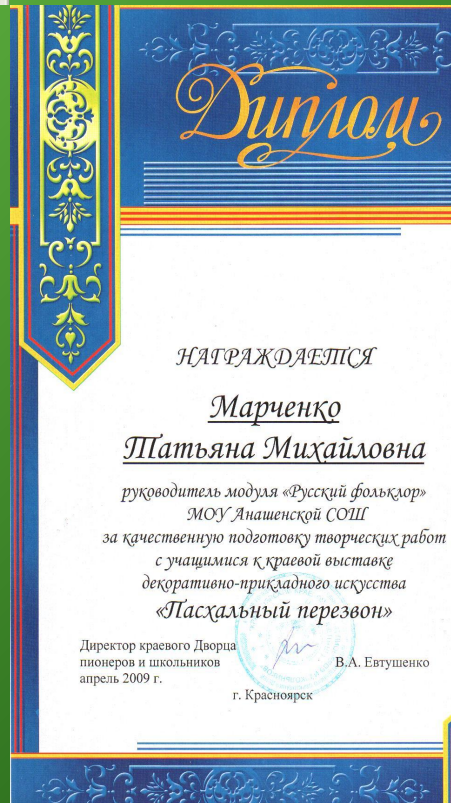 Диплом
НАГРАЖДАЕТСЯ
Марченко
Татьяна Михайловна
руководитель модуля «Русский фольклор»
МОУ Анашенской СОШ
за качественную подготовку творческих работ
с учащимися к краевой выставке
декоративно-прикладного искусства
«Пасхальный перезвон»
Директор краевого Дворца
пионеров и школьников В.А. Евтушенко
апрель 2009 г.
г. Красноярск